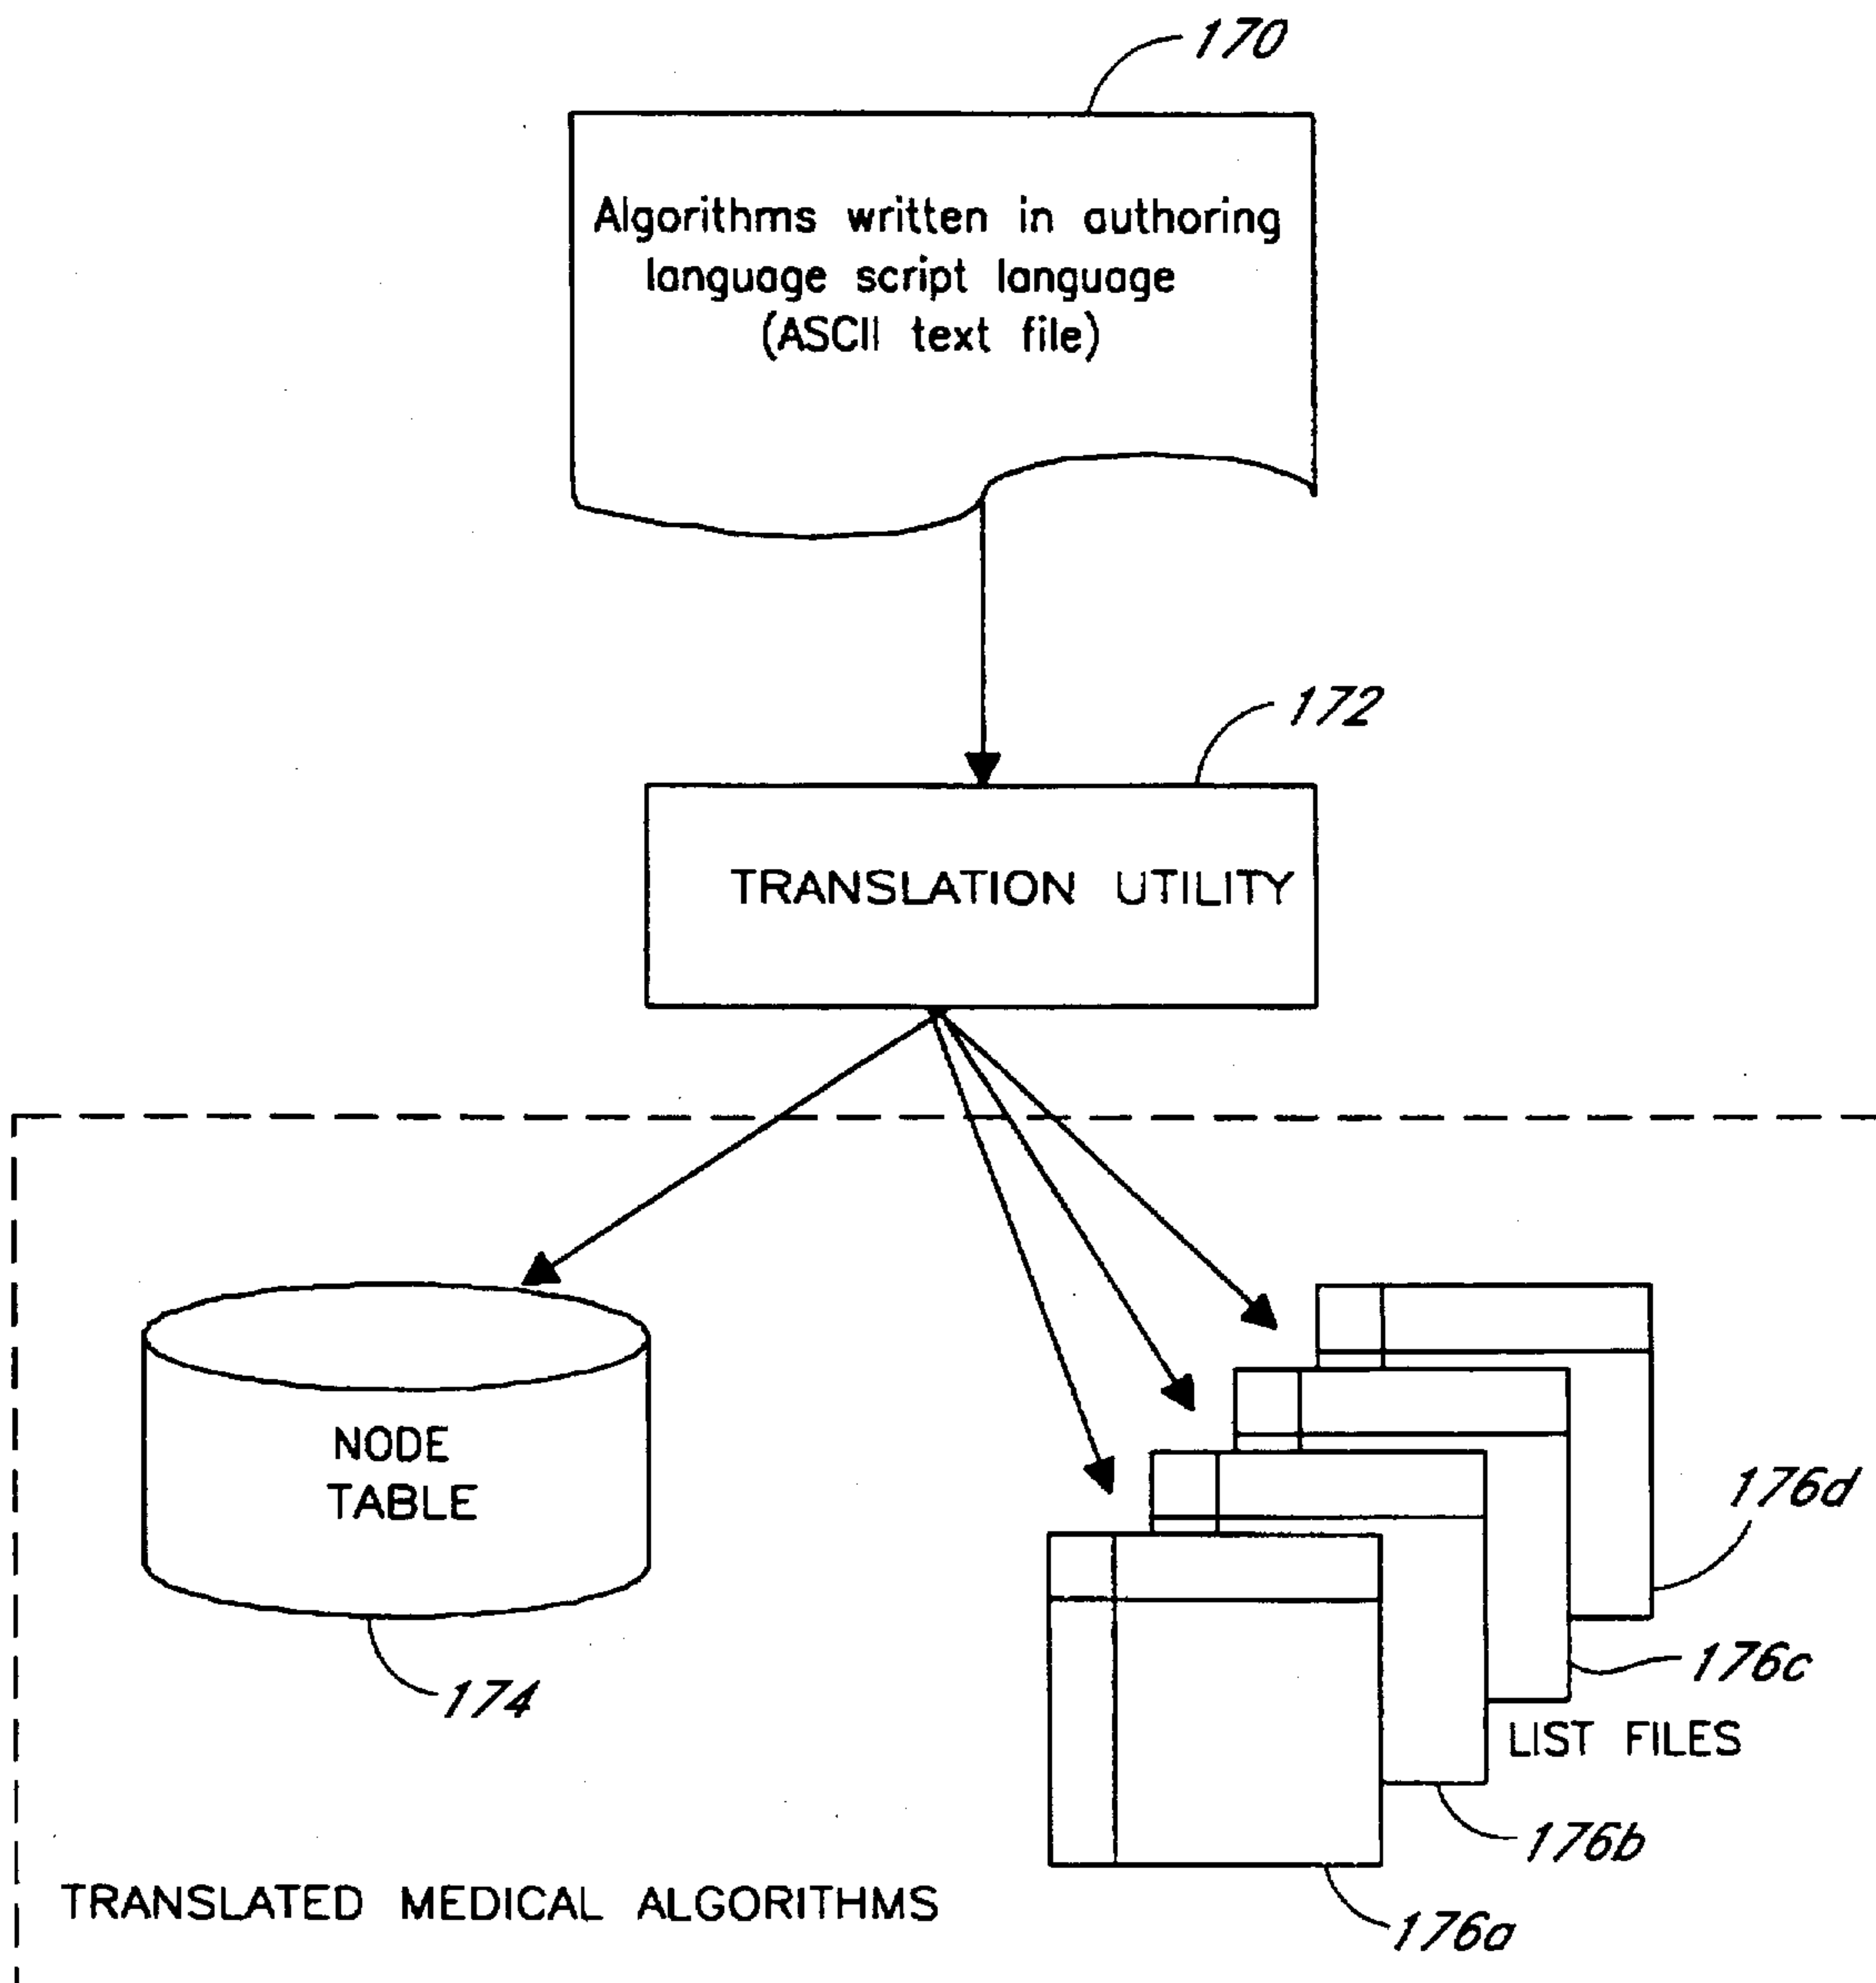 170
Algorithms written in authoring
language script language
(ASCII text file)
172
TRANSLATION UTILITY
NODE
TABLE
174
176d
176c
LIST FILES
176b
176a
TRANSLATED MEDICAL ALGORITHMS